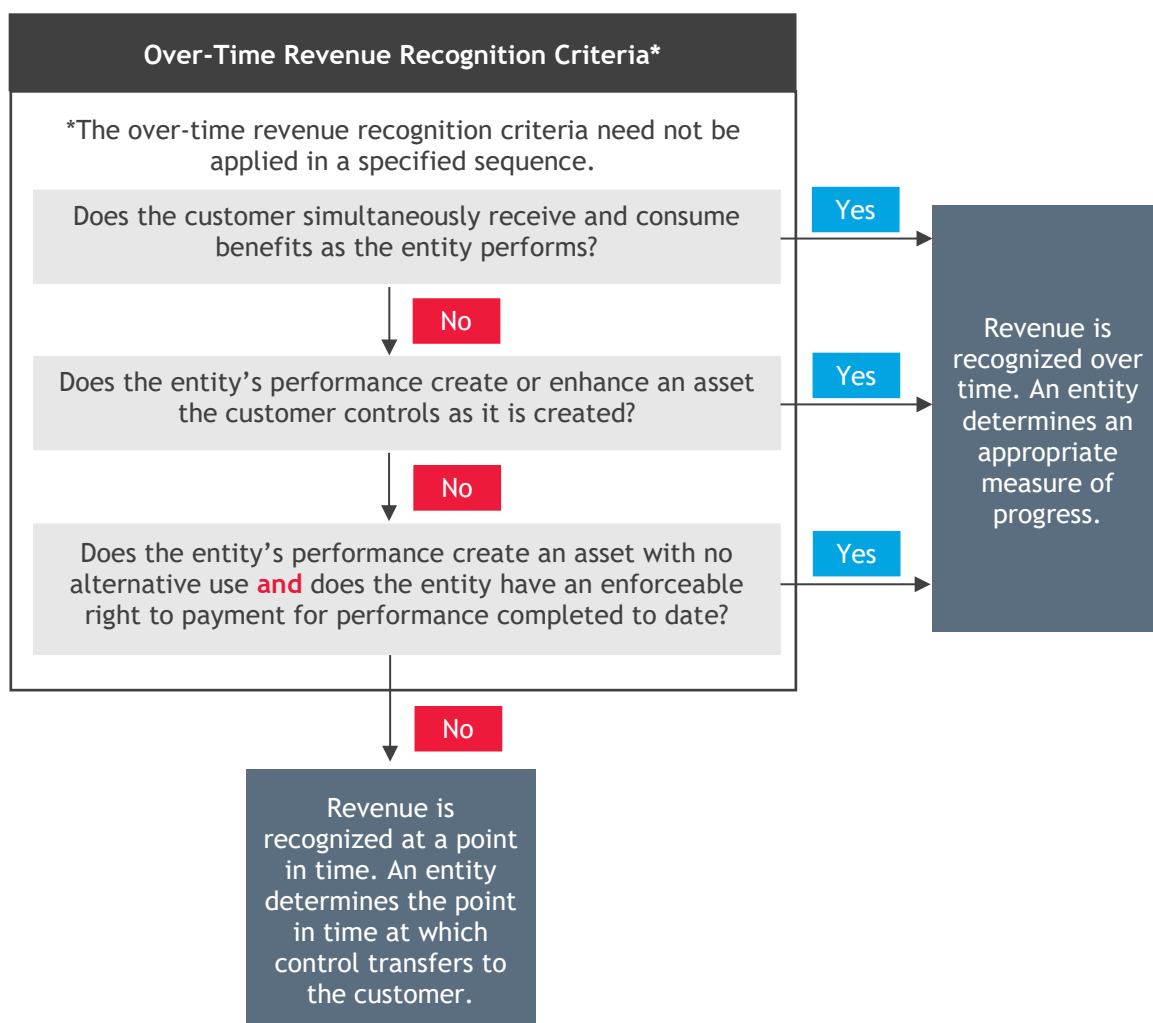 Over-Time Revenue Recognition Criteria*
*The over-time revenue recognition criteria need not be
applied in a specified sequence.
Does the customer simultaneously receive and consume
benefits as the entity performs?
Yes
No
Does the entity’s performance create or enhance an asset
the customer controls as it is created?
Yes
No
Does the entity’s performance create an asset with no
alternative use and does the entity have an enforceable
right to payment for performance completed to date?
Yes
Revenue is
recognized over
time. An entity
determines an
appropriate
measure of
progress.
No
Revenue is
recognized at a point
in time. An entity
determines the point
in time at which
control transfers to
the customer.